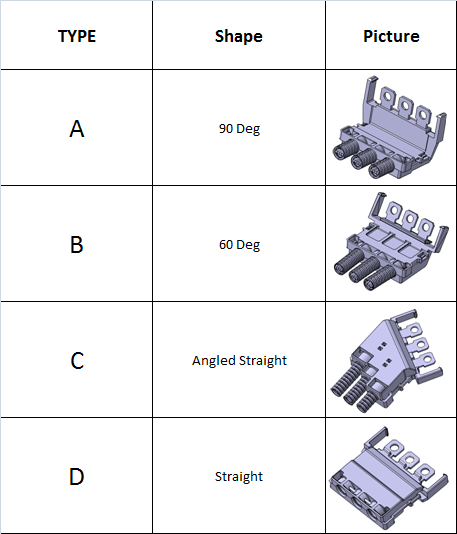 TYPE Shape Picture
A 90 Deg
B 60 Deg
C Angled Straight
D Straight